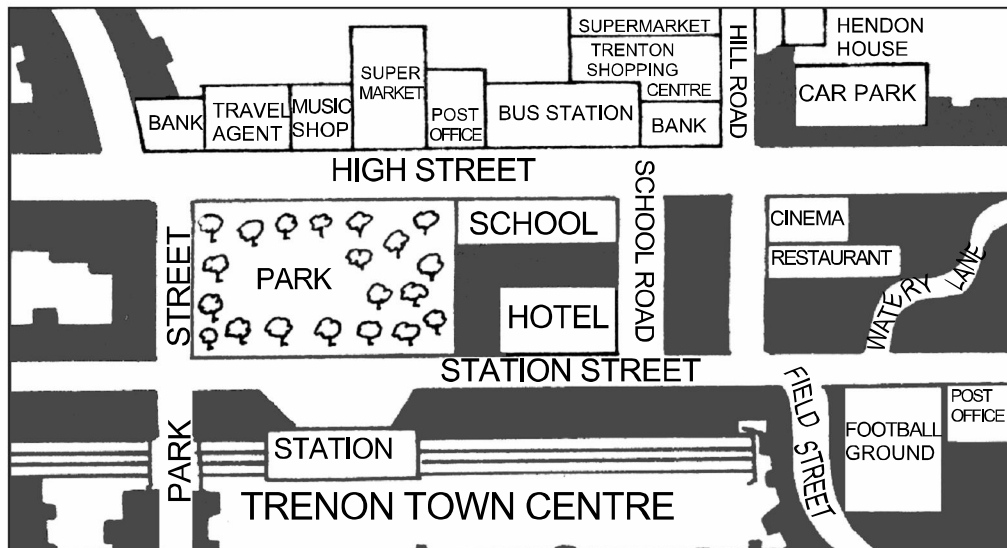 SUPERMARKET
TRENTON
SHOPPING
CENTRE
HILL ROAD
HENDON
HOUSE
CAR PARK
BANK
TRAVEL
AGENT
MUSIC
SHOP
SUPER
MARKET
POST
OFFICE
BUS STATION
BANK
HIGH STREET
SCHOOL ROAD
SCHOOL
CINEMA
RESTAURANT
WATERY LANE
PARK
HOTEL
PARK STREET
STATION STREET
FIELD STREET
POST
OFFICE
FOOTBALL
GROUND
STATION
TRENON TOWN CENTRE